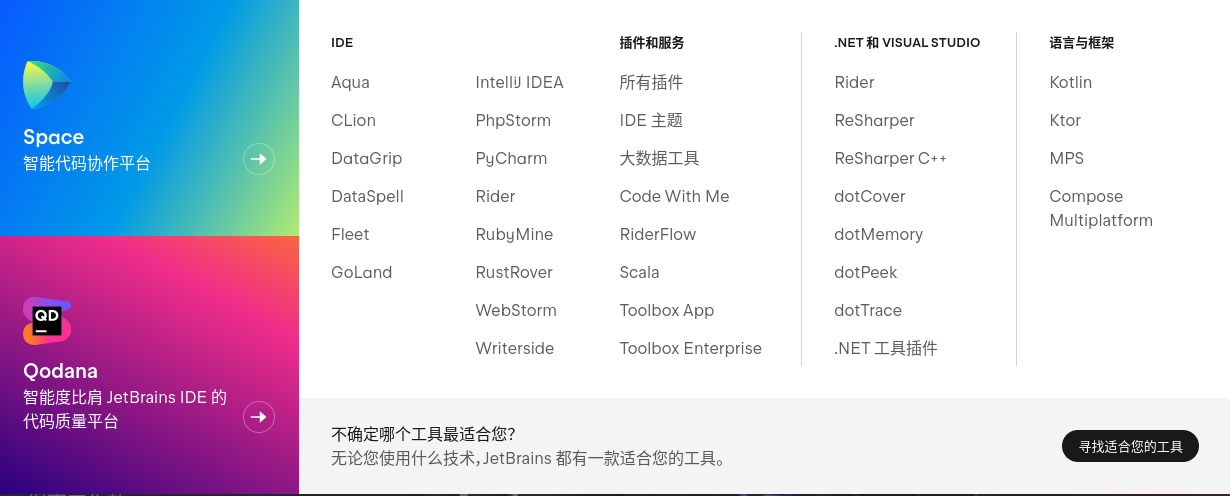 Space
智能代码协作平台
QD
Qodana
智能度比肩 JetBrains IDE 的
代码质量平台
IDE
Aqua
CLion
DataGrip
DataSpell
Fleet
GoLand
IntelliJ IDEA
PhpStorm
PyCharm
Rider
RubyMine
RustRover
WebStorm
Writerside
插件和服务
所有插件
IDE 主题
大数据工具
Code With Me
RiderFlow
Scala
Toolbox App
Toolbox Enterprise
.NET 和 VISUAL STUDIO
Rider
ReSharper
ReSharper C++
dotCover
dotMemory
dotPeek
dotTrace
.NET 工具插件
语言与框架
Kotlin
Ktor
MPS
Compose
Multiplatform
不确定哪个工具最适合您?
无论您使用什么技术,JetBrains 都有一款适合您的工具。
寻找适合您的工具